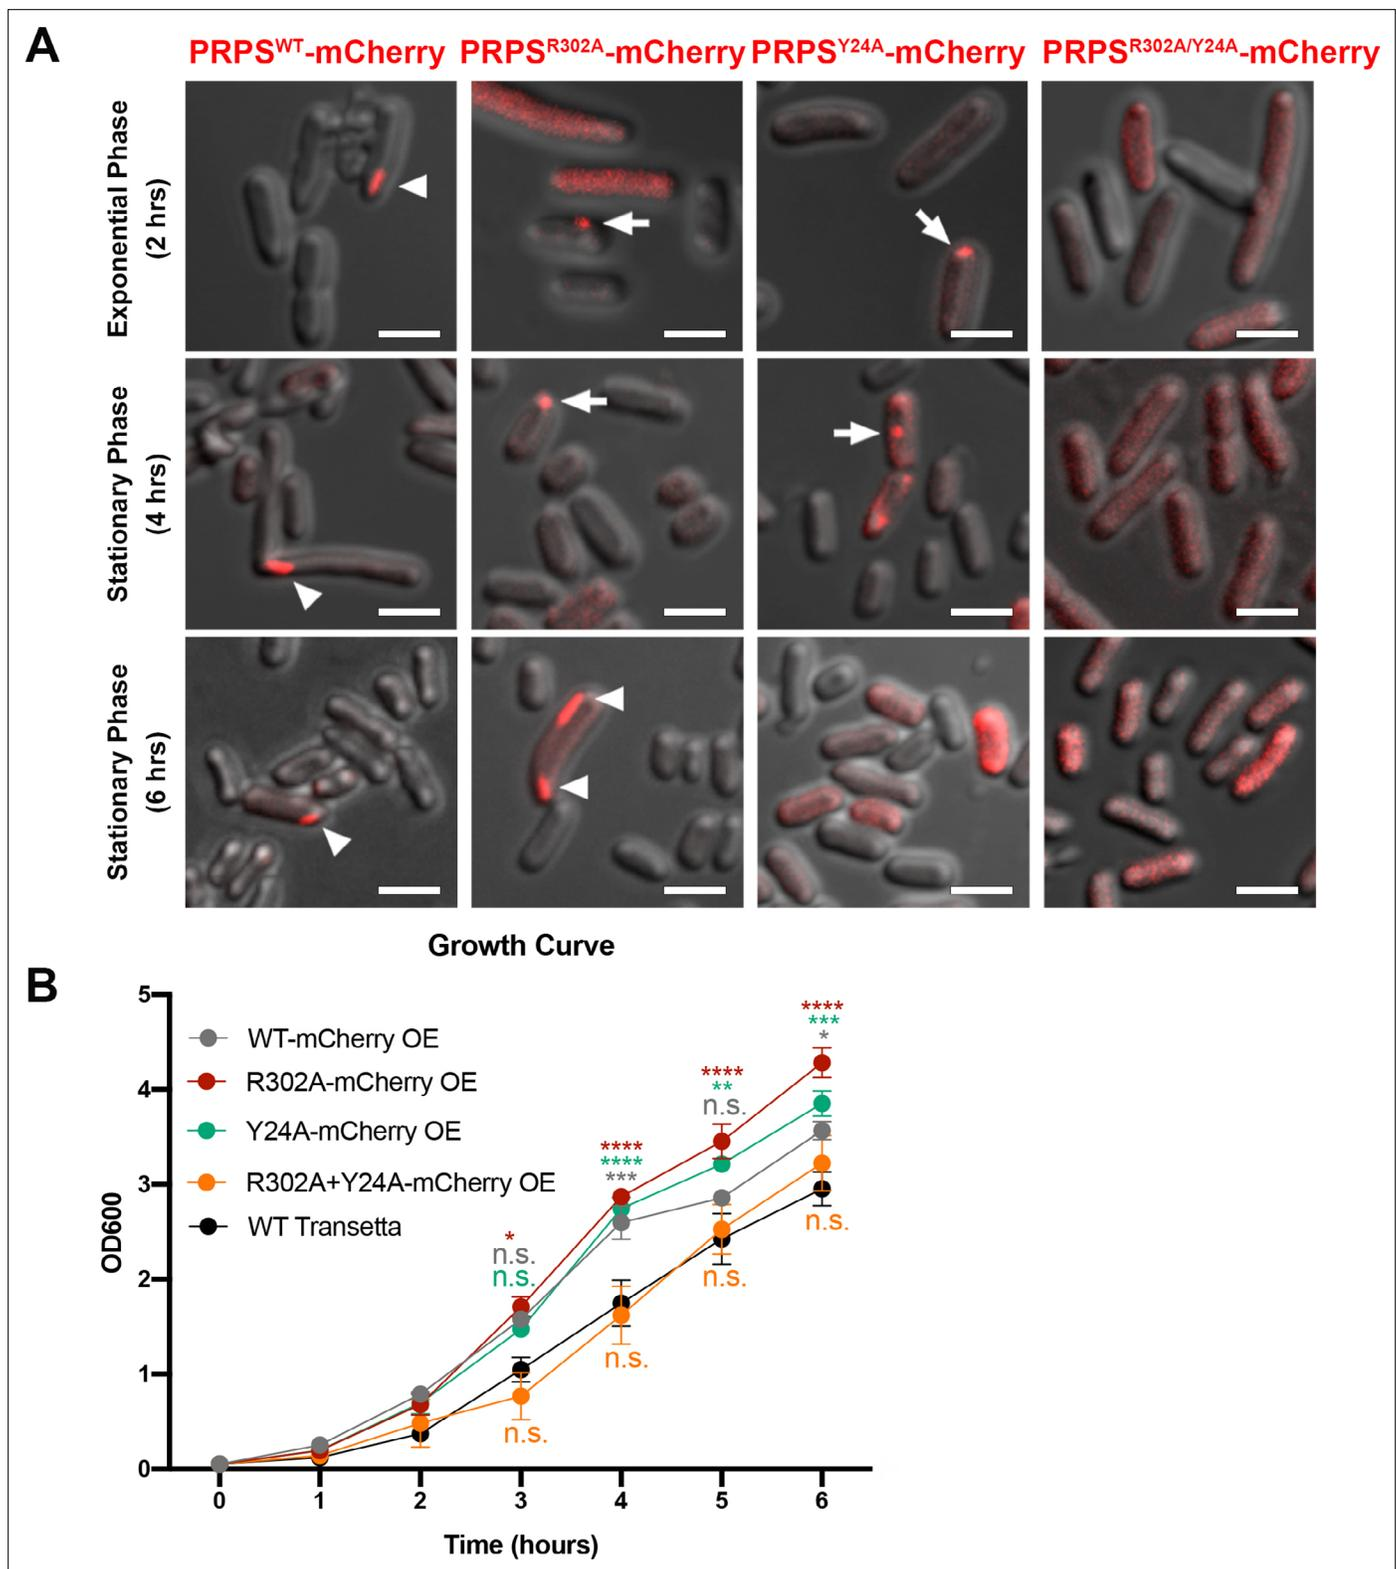 A
PRPSWT-mCherry PRPSR302A-mCherry PRPSY24A-mCherry PRPSR302A/Y24A-mCherry
Exponential Phase
(2 hrs)
Stationary Phase
(4 hrs)
Stationary Phase
(6 hrs)
Growth Curve
B
5
4
3
2
1
0
OD600
WT-mCherry OE
R302A-mCherry OE
Y24A-mCherry OE
R302A+Y24A-mCherry OE
WT Transetta
*
n.s.
n.s.
n.s.
****
****
***
n.s.
****
**
n.s.
n.s.
****
***
*
n.s.
0 1 2 3 4 5 6
Time (hours)